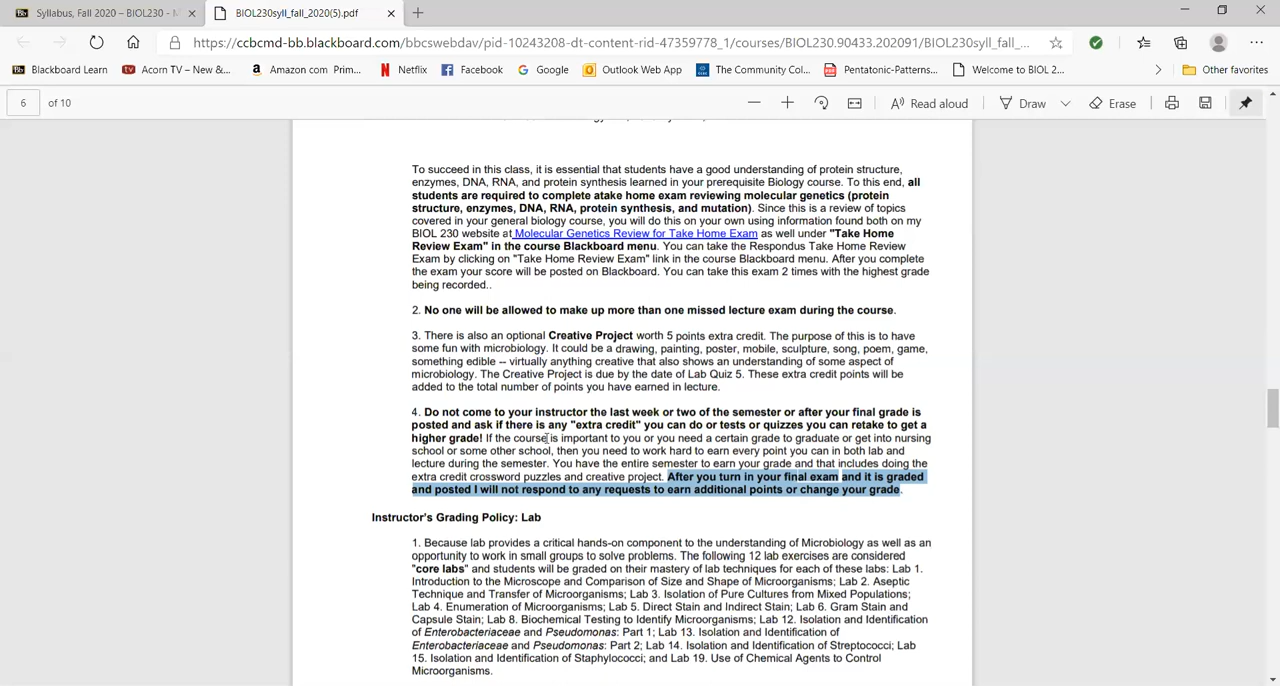 Syllabus, Fall 2020 – BIOL230 - M
BIOL230syll_fall_2020(5).pdf
https://ccbcmd-bb.blackboard.com/bbcswebdav/pid-10243208-dt-content-rid-47359778_1/courses/BIOL230.90433.202091/BIOL230syll_fall_...
Blackboard Learn Acorn TV – New &... Amazon com Prim... Netflix Facebook Google Outlook Web App The Community Col... Pentatonic-Patterns... Welcome to BIOL 2... Other favorites
6 of 10 Read aloud Draw Erase
To succeed in this class, it is essential that students have a good understanding of protein structure,
enzymes, DNA, RNA, and protein synthesis learned in your prerequisite Biology course. To this end, all
students are required to complete atake home exam reviewing molecular genetics (protein
structure, enzymes, DNA, RNA, protein synthesis, and mutation). Since this is a review of topics
covered in your general biology course, you will do this on your own using information found both on my
BIOL 230 website at Molecular Genetics Review for Take Home Exam as well under "Take Home
Review Exam" in the course Blackboard menu. You can take the Respondus Take Home Review
Exam by clicking on "Take Home Review Exam" link in the course Blackboard menu. After you complete
the exam your score will be posted on Blackboard. You can take this exam 2 times with the highest grade
being recorded..
2. No one will be allowed to make up more than one missed lecture exam during the course.
3. There is also an optional Creative Project worth 5 points extra credit. The purpose of this is to have
some fun with microbiology. It could be a drawing, painting, poster, mobile, sculpture, song, poem, game,
something edible -- virtually anything creative that also shows an understanding of some aspect of
microbiology. The Creative Project is due by the date of Lab Quiz 5. These extra credit points will be
added to the total number of points you have earned in lecture.
4. Do not come to your instructor the last week or two of the semester or after your final grade is
posted and ask if there is any "extra credit" you can do or tests or quizzes you can retake to get a
higher grade! If the course is important to you or you need a certain grade to graduate or get into nursing
school or some other school, then you need to work hard to earn every point you can in both lab and
lecture during the semester. You have the entire semester to earn your grade and that includes doing the
extra credit crossword puzzles and creative project. After you turn in your final exam and it is graded
and posted I will not respond to any requests to earn additional points or change your grade.
Instructor's Grading Policy: Lab
1. Because lab provides a critical hands-on component to the understanding of Microbiology as well as an
opportunity to work in small groups to solve problems. The following 12 lab exercises are considered
"core labs" and students will be graded on their mastery of lab techniques for each of these labs: Lab 1.
Introduction to the Microscope and Comparison of Size and Shape of Microorganisms; Lab 2. Aseptic
Technique and Transfer of Microorganisms; Lab 3. Isolation of Pure Cultures from Mixed Populations;
Lab 4. Enumeration of Microorganisms; Lab 5. Direct Stain and Indirect Stain; Lab 6. Gram Stain and
Capsule Stain; Lab 8. Biochemical Testing to Identify Microorganisms; Lab 12. Isolation and Identification
of Enterobacteriaceae and Pseudomonas: Part 1; Lab 13. Isolation and Identification of
Enterobacteriaceae and Pseudomonas: Part 2; Lab 14. Isolation and Identification of Streptococci; Lab
15. Isolation and Identification of Staphylococci; and Lab 19. Use of Chemical Agents to Control
Microorganisms.